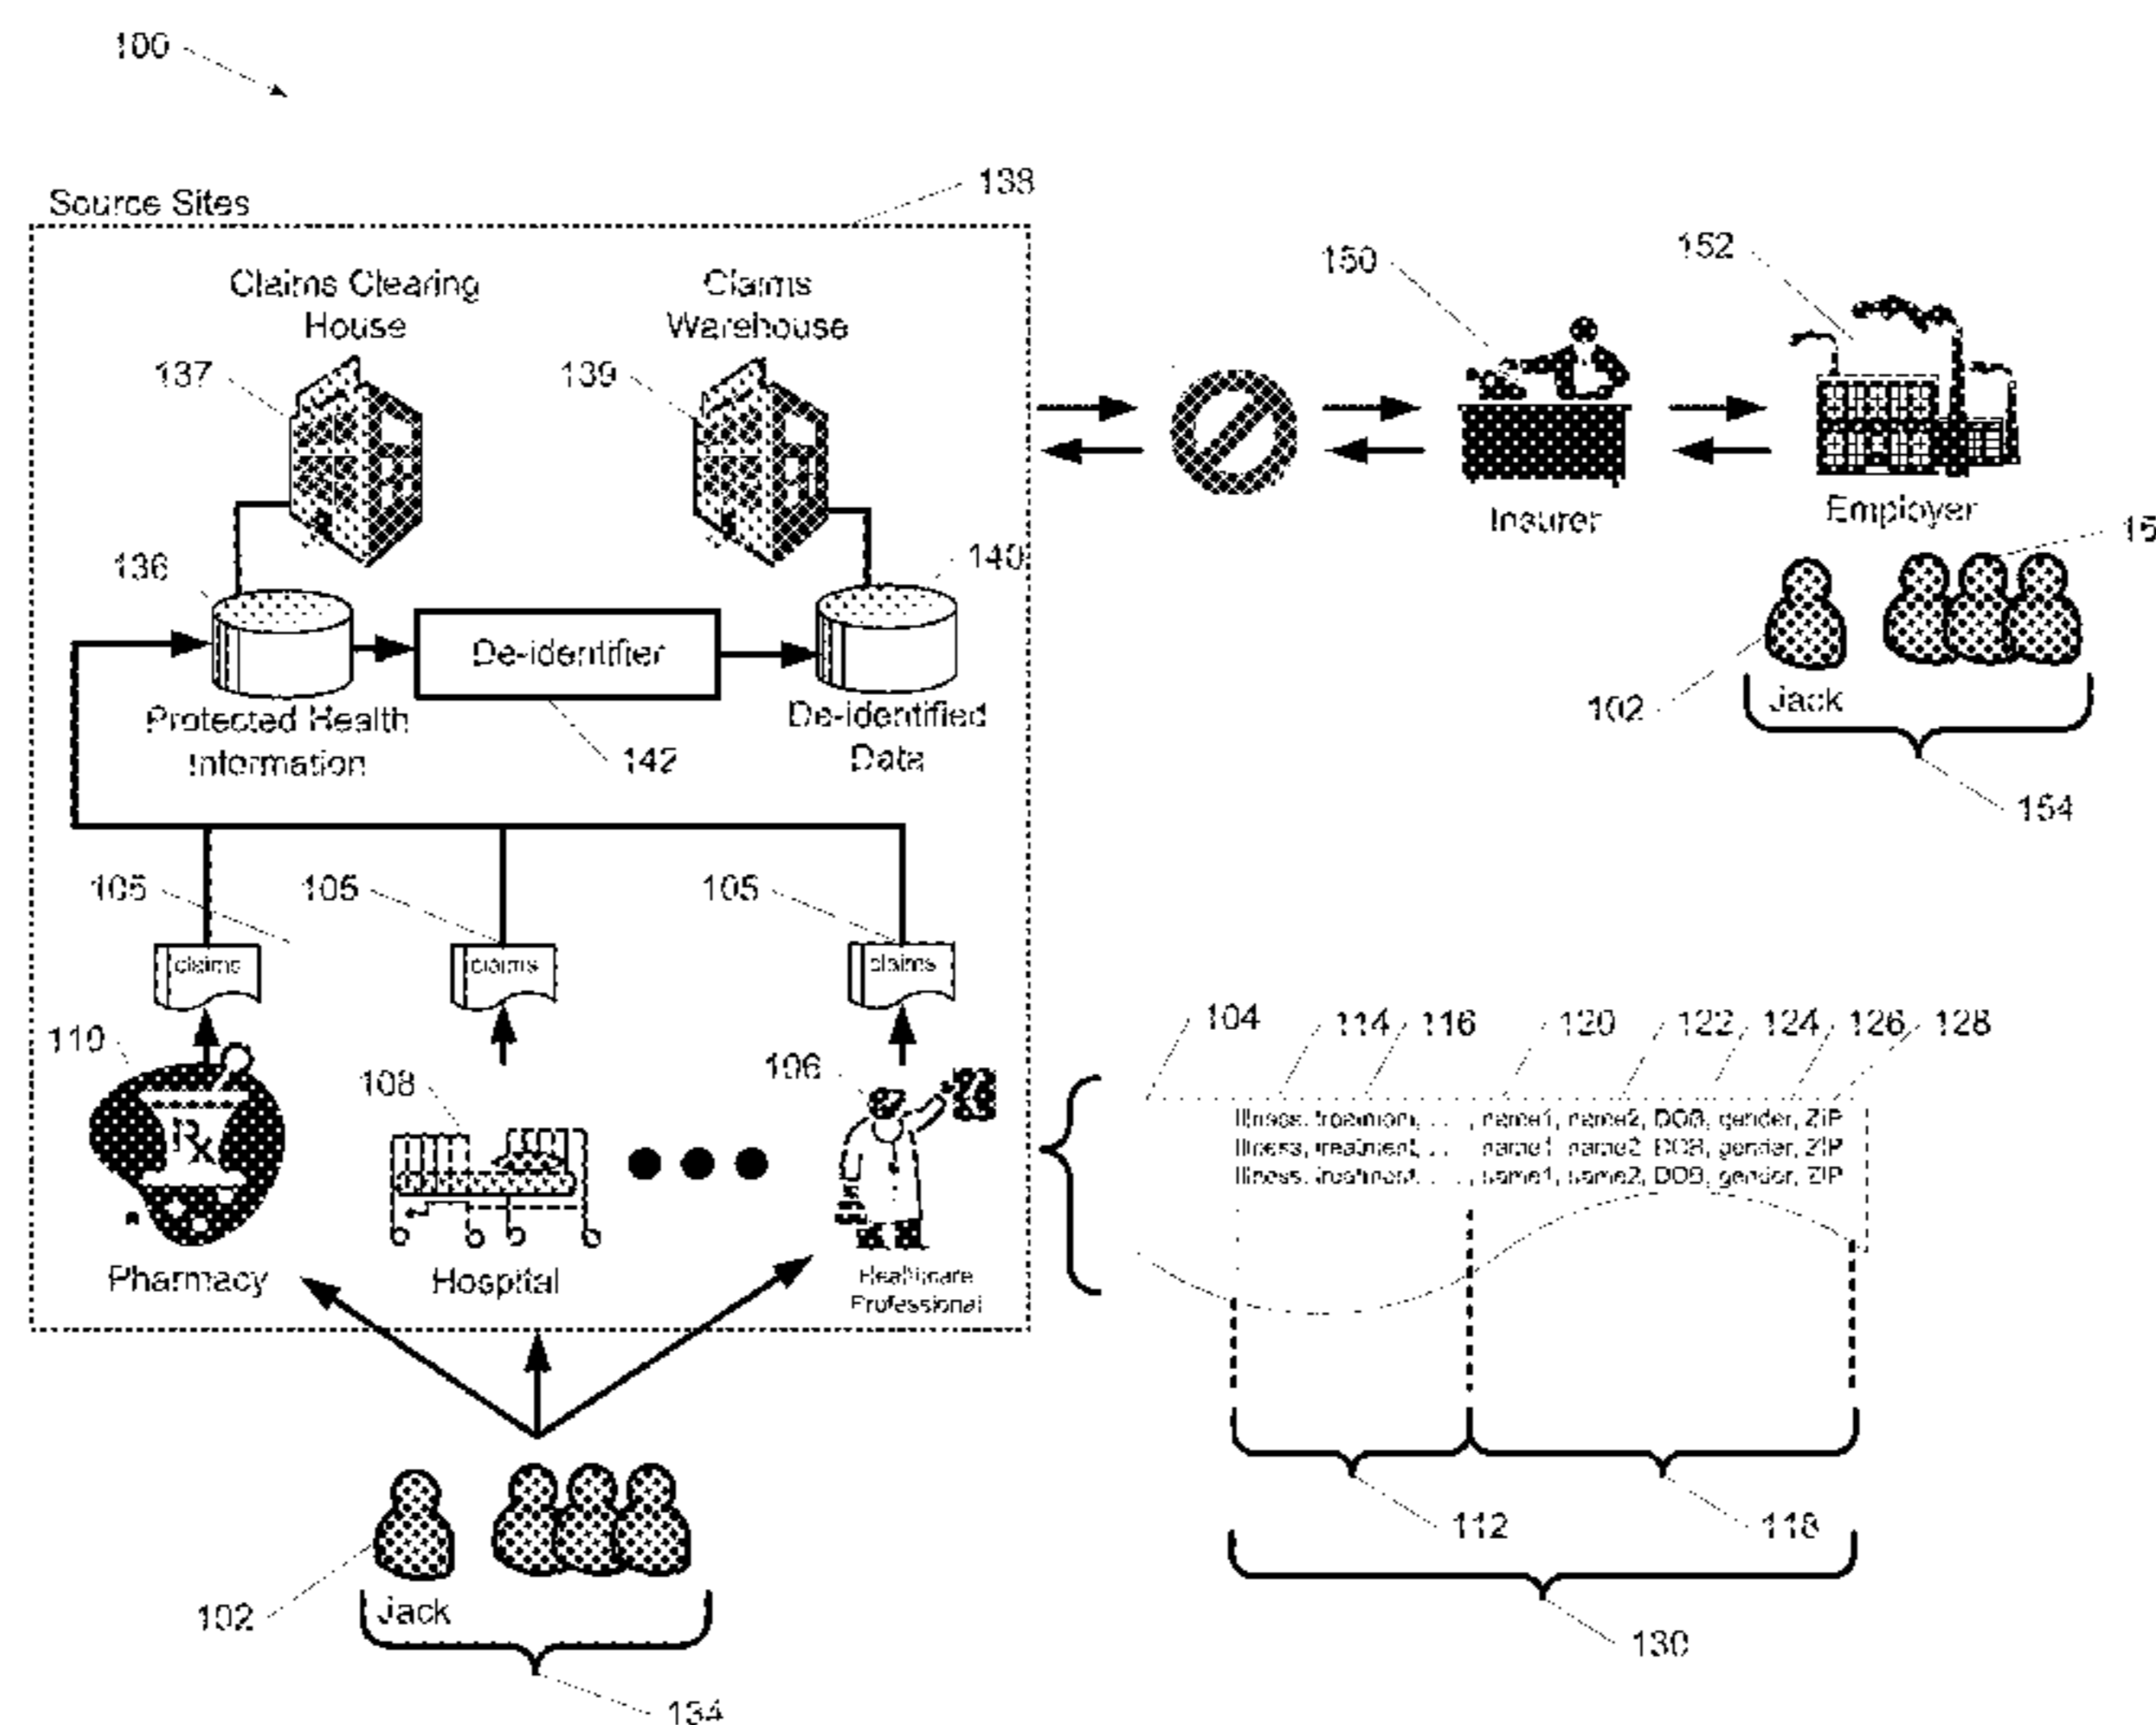 100
138
Source Sites
Claims Clearing
House
Claims
Warehouse
137
139
150
152
Insurer
Employer
136
140
De-identifier
Protected Health
Information
De-identified
Data
142
102
Jack
154
105
105
105
claims
claims
claims
110
108
106
104
114
116
120
122
124
126
128
Illness, treatment, . . . , name1, name2, DOB, gender, ZIP
Illness, treatment, . . . , name1, name2, DOB, gender, ZIP
Illness, treatment, . . . , name1, name2, DOB, gender, ZIP
Rx
Pharmacy
Hospital
Healthcare
Professional
112
118
102
Jack
130
134